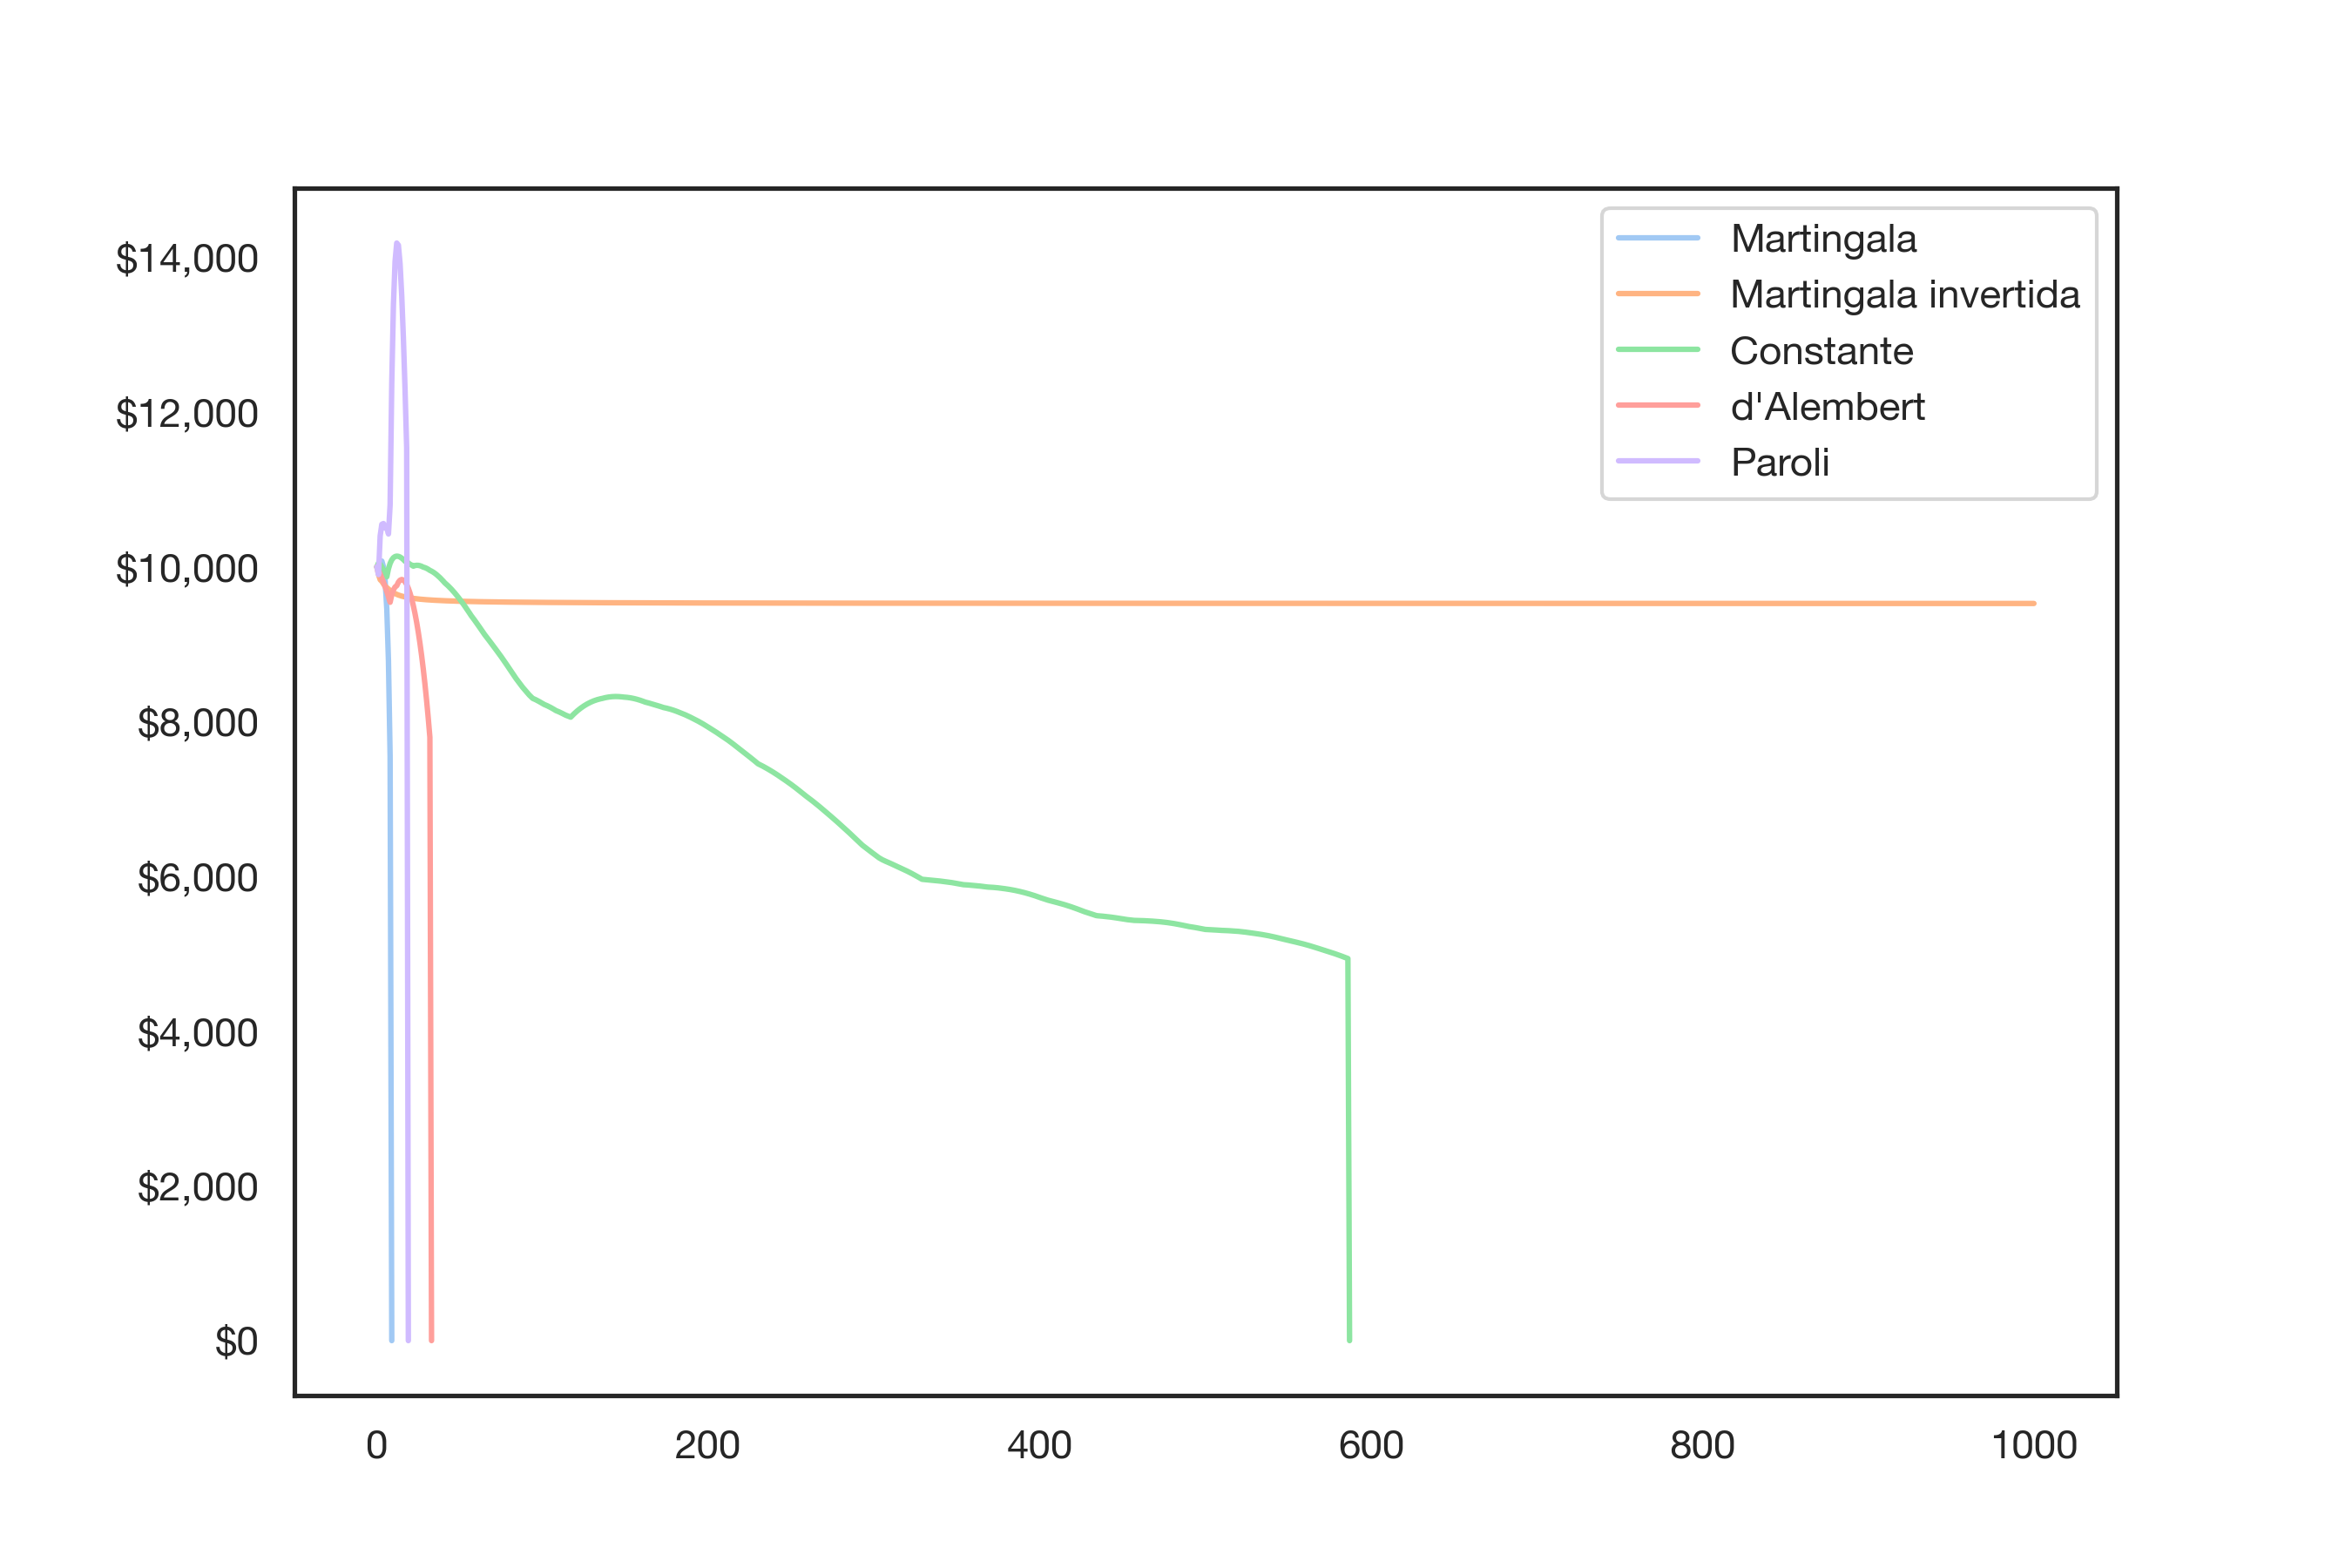 Martingala
Martingala invertida
Constante
d'Alembert
Paroli
$14,000
$12,000
$10,000
$8,000
$6,000
$4,000
$2,000
$0
0 200 400 600 800 1000